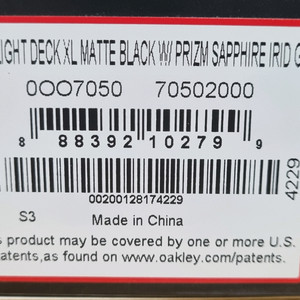 LIGHT DECK XL MATTE BLACK W/ PRIZM SAPPHIRE IRID G
0OO7050 70502000
8 88392 10279 9
00200128174229
4229
S3 Made in China
s product may be covered by one or more U.S.
patents, as found on www.oakley.com/patents.